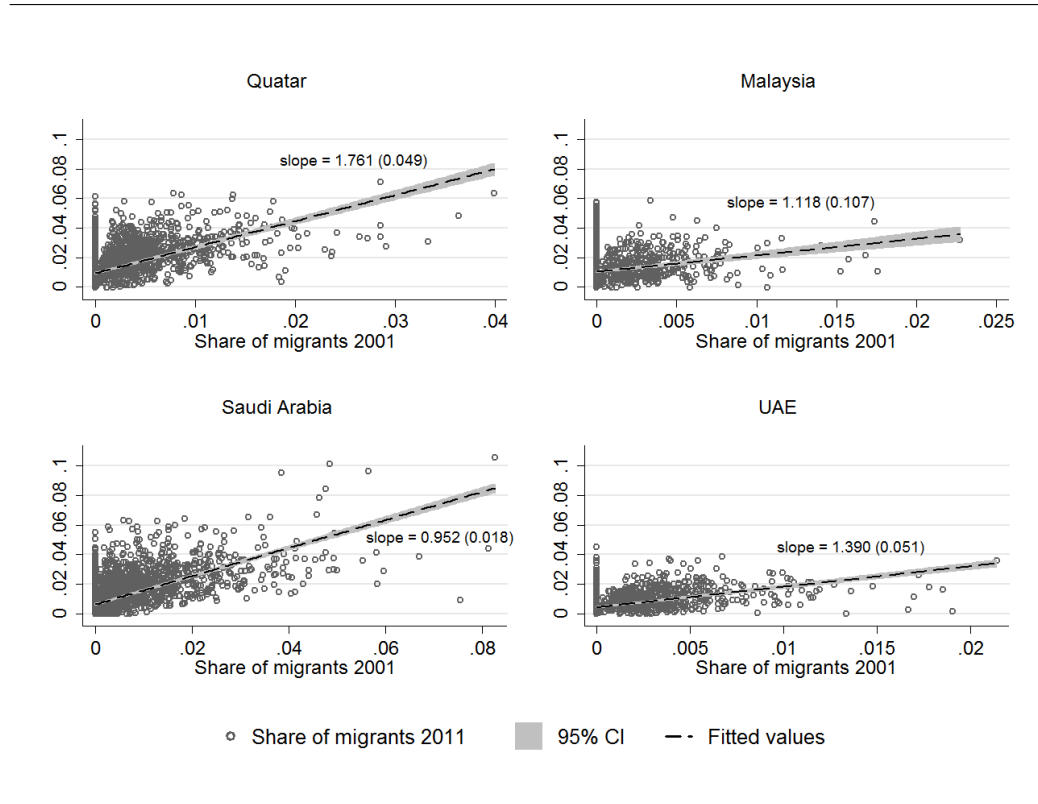 Quatar
0 .02 .04 .06 .08 .1
slope = 1.761 (0.049)
0 .01 .02 .03 .04
Share of migrants 2001
Malaysia
0 .02 .04 .06 .08 .1
slope = 1.118 (0.107)
0 .005 .01 .015 .02 .025
Share of migrants 2001
Saudi Arabia
0 .02 .04 .06 .08 .1
slope = 0.952 (0.018)
0 .02 .04 .06 .08
Share of migrants 2001
UAE
0 .02 .04 .06 .08 .1
slope = 1.390 (0.051)
0 .005 .01 .015 .02
Share of migrants 2001
Share of migrants 2011 95% CI Fitted values